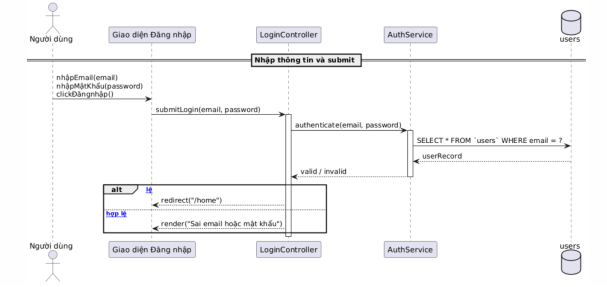 Người dùng
Giao diện Đăng nhập
LoginController
AuthService
users
Nhập thông tin và submit
nhậpEmail(email)
nhậpMậtKhẩu(password)
clickĐăngnhập()
submitLogin(email, password)
authenticate(email, password)
SELECT * FROM `users` WHERE email = ?
userRecord
valid / invalid
alt
lệ
redirect("/home")
hợp lệ
render("Sai email hoặc mật khẩu")
Người dùng
Giao diện Đăng nhập
LoginController
AuthService
users